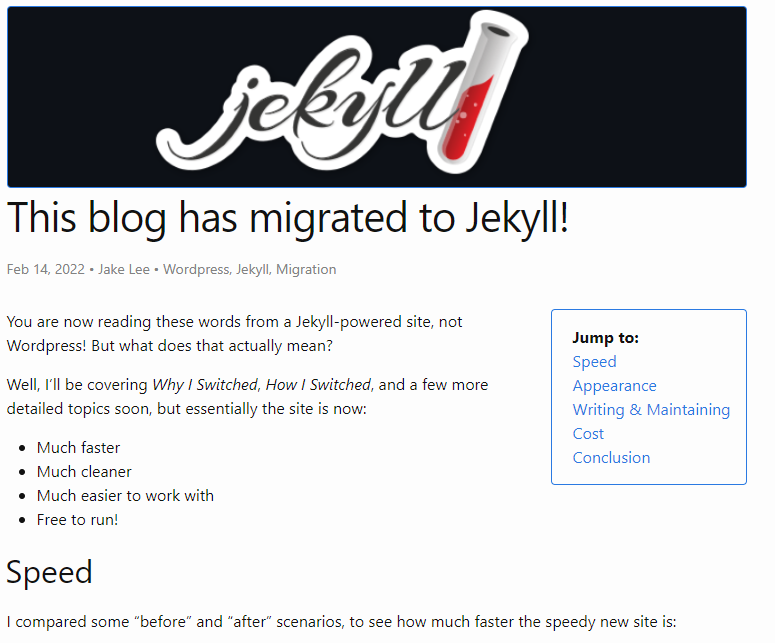 jekyll
This blog has migrated to Jekyll!
Feb 14, 2022 • Jake Lee • Wordpress, Jekyll, Migration
You are now reading these words from a Jekyll-powered site, not
Wordpress! But what does that actually mean?
Well, I’ll be covering Why I Switched, How I Switched, and a few more
detailed topics soon, but essentially the site is now:
• Much faster
• Much cleaner
• Much easier to work with
• Free to run!
Jump to:
Speed
Appearance
Writing & Maintaining
Cost
Conclusion
Speed
I compared some “before” and “after” scenarios, to see how much faster the speedy new site is: